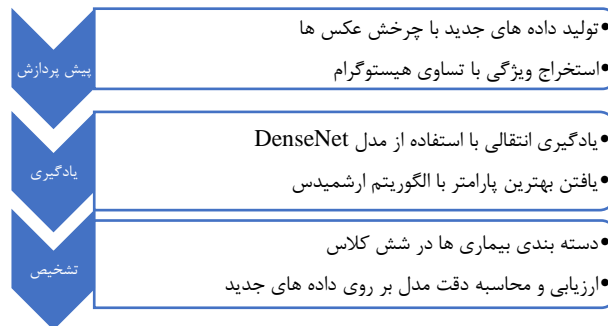 پیش پردازش
•تولید داده های جدید با چرخش عکس ها
•استخراج ویژگی با تساوی هیستوگرام
یادگیری
•یادگیری انتقالی با استفاده از مدل DenseNet
•یافتن بهترین پارامتر با الگوریتم ارشمیدس
تشخیص
•دسته بندی بیماری ها در شش کلاس
•ارزیابی و محاسبه دقت مدل بر روی داده های جدید